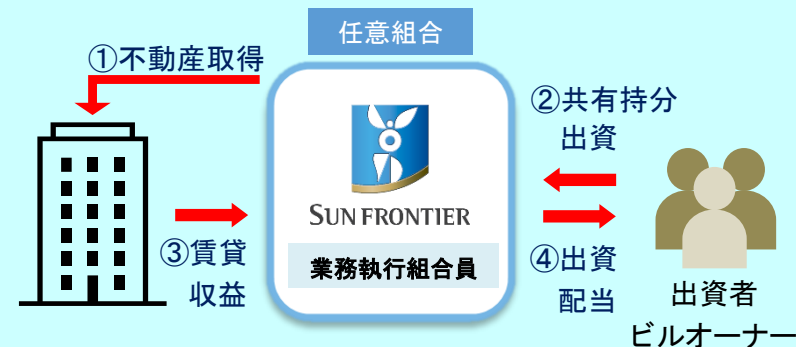 任意組合
①不動産取得
②共有持分
出資
SUN FRONTIER
業務執行組合員
③賃貸
収益
④出資
配当
出資者
ビルオーナー